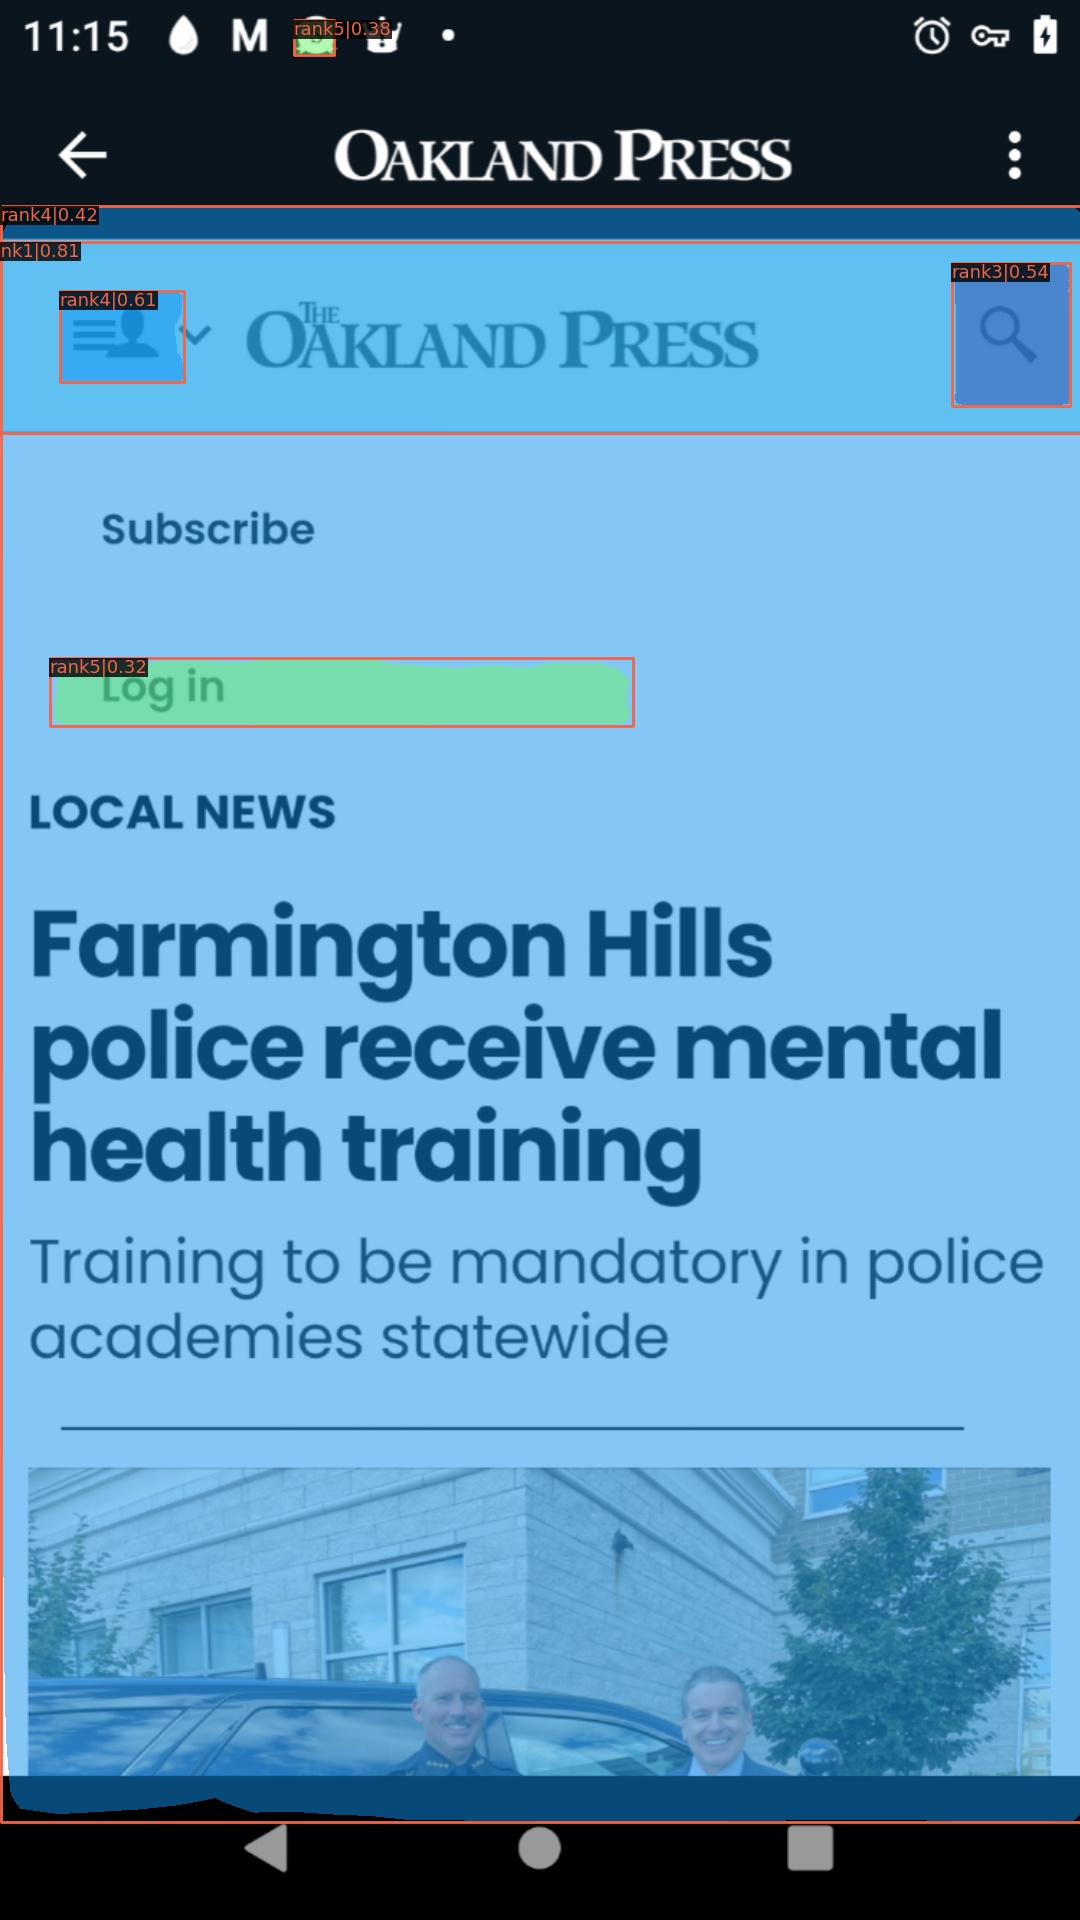 11:15
M
rank5|0.38
OAKLAND PRESS
rank4|0.42
nk1|0.81
rank3|0.54
rank4|0.61
THE
OAKLAND PRESS
Subscribe
rank5|0.32
Log in
LOCAL NEWS
Farmington Hills
police receive mental
health training
Training to be mandatory in police
academies statewide